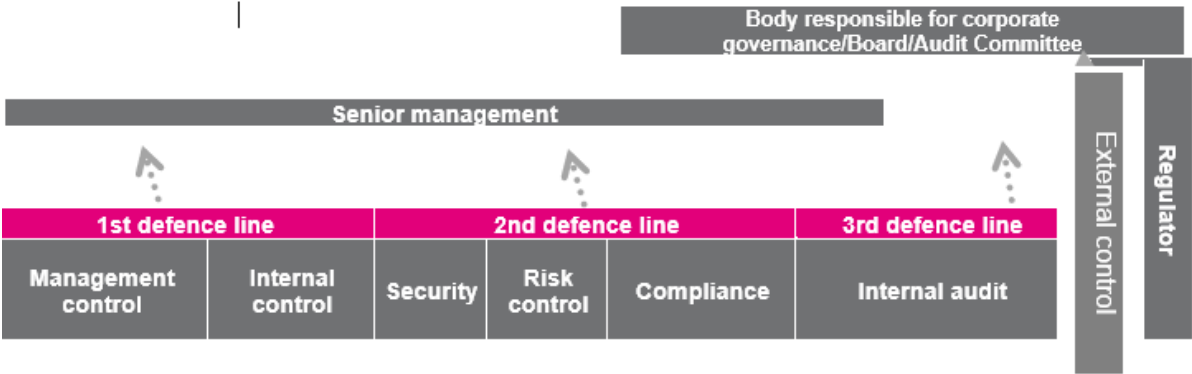 Body responsible for corporate
governance/Board/Audit Committee
Senior management
1st defence line
2nd defence line
3rd defence line
Management
control
Internal
control
Security
Risk
control
Compliance
Internal audit
External control
Regulator